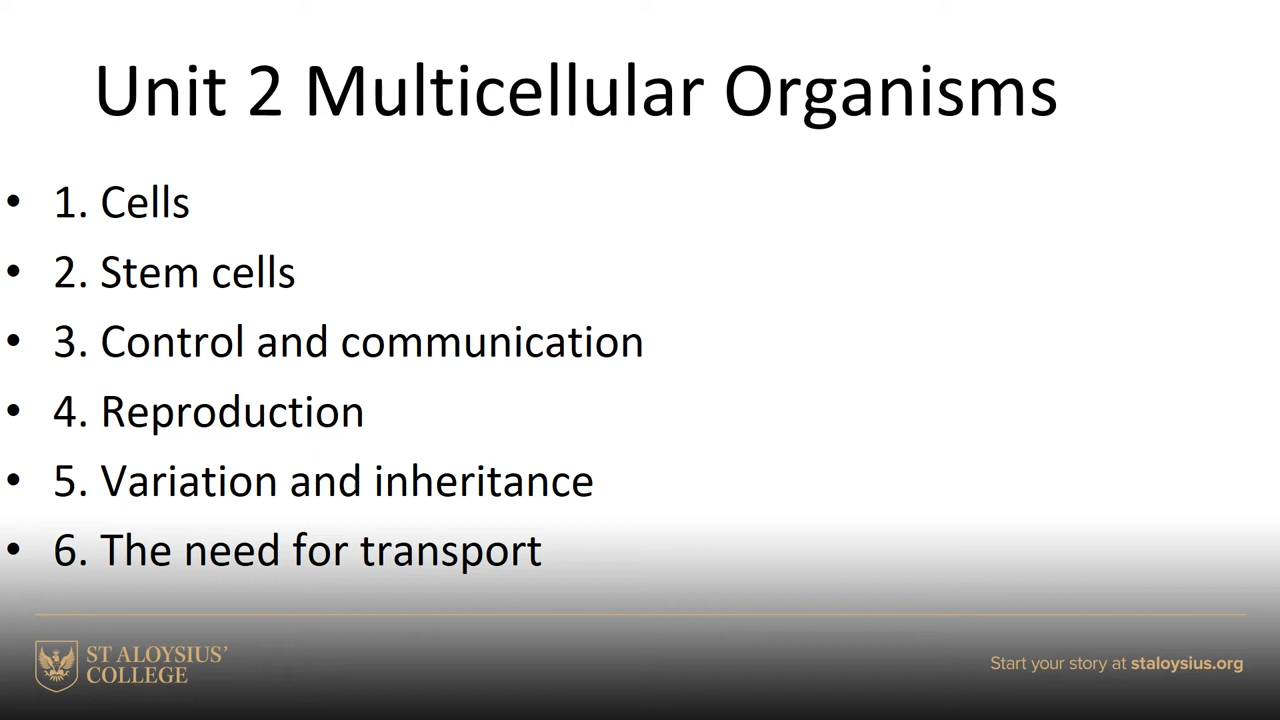 Unit 2 Multicellular Organisms
• 1. Cells
• 2. Stem cells
• 3. Control and communication
• 4. Reproduction
• 5. Variation and inheritance
• 6. The need for transport
ST ALOYSIUS'
COLLEGE
Start your story at staloysius.org